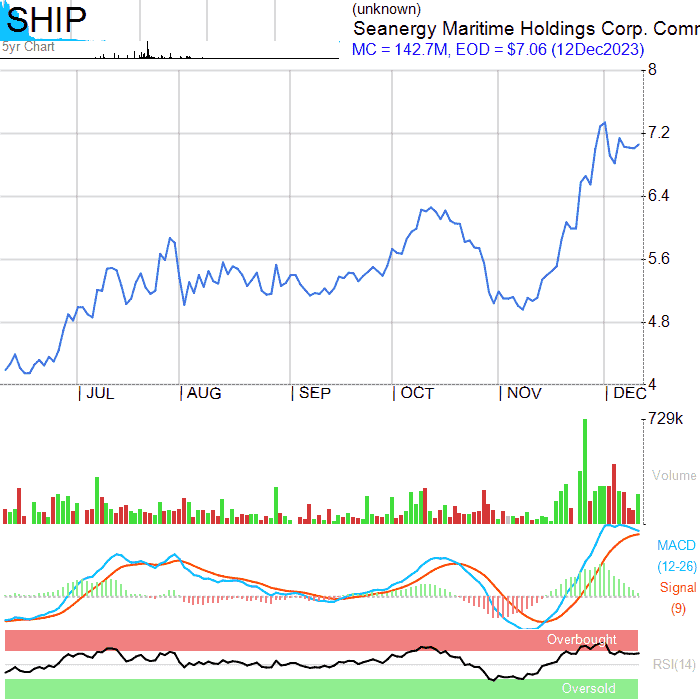 SHIP
5yr Chart
(unknown)
Seanergy Maritime Holdings Corp. Comm
MC = 142.7M, EOD = $7.06 (12Dec2023)
8
7.2
6.4
5.6
4.8
4
JUL AUG SEP OCT NOV DEC
729k
Volume
MACD
(12-26)
Signal
(9)
Overbought
RSI(14)
Oversold